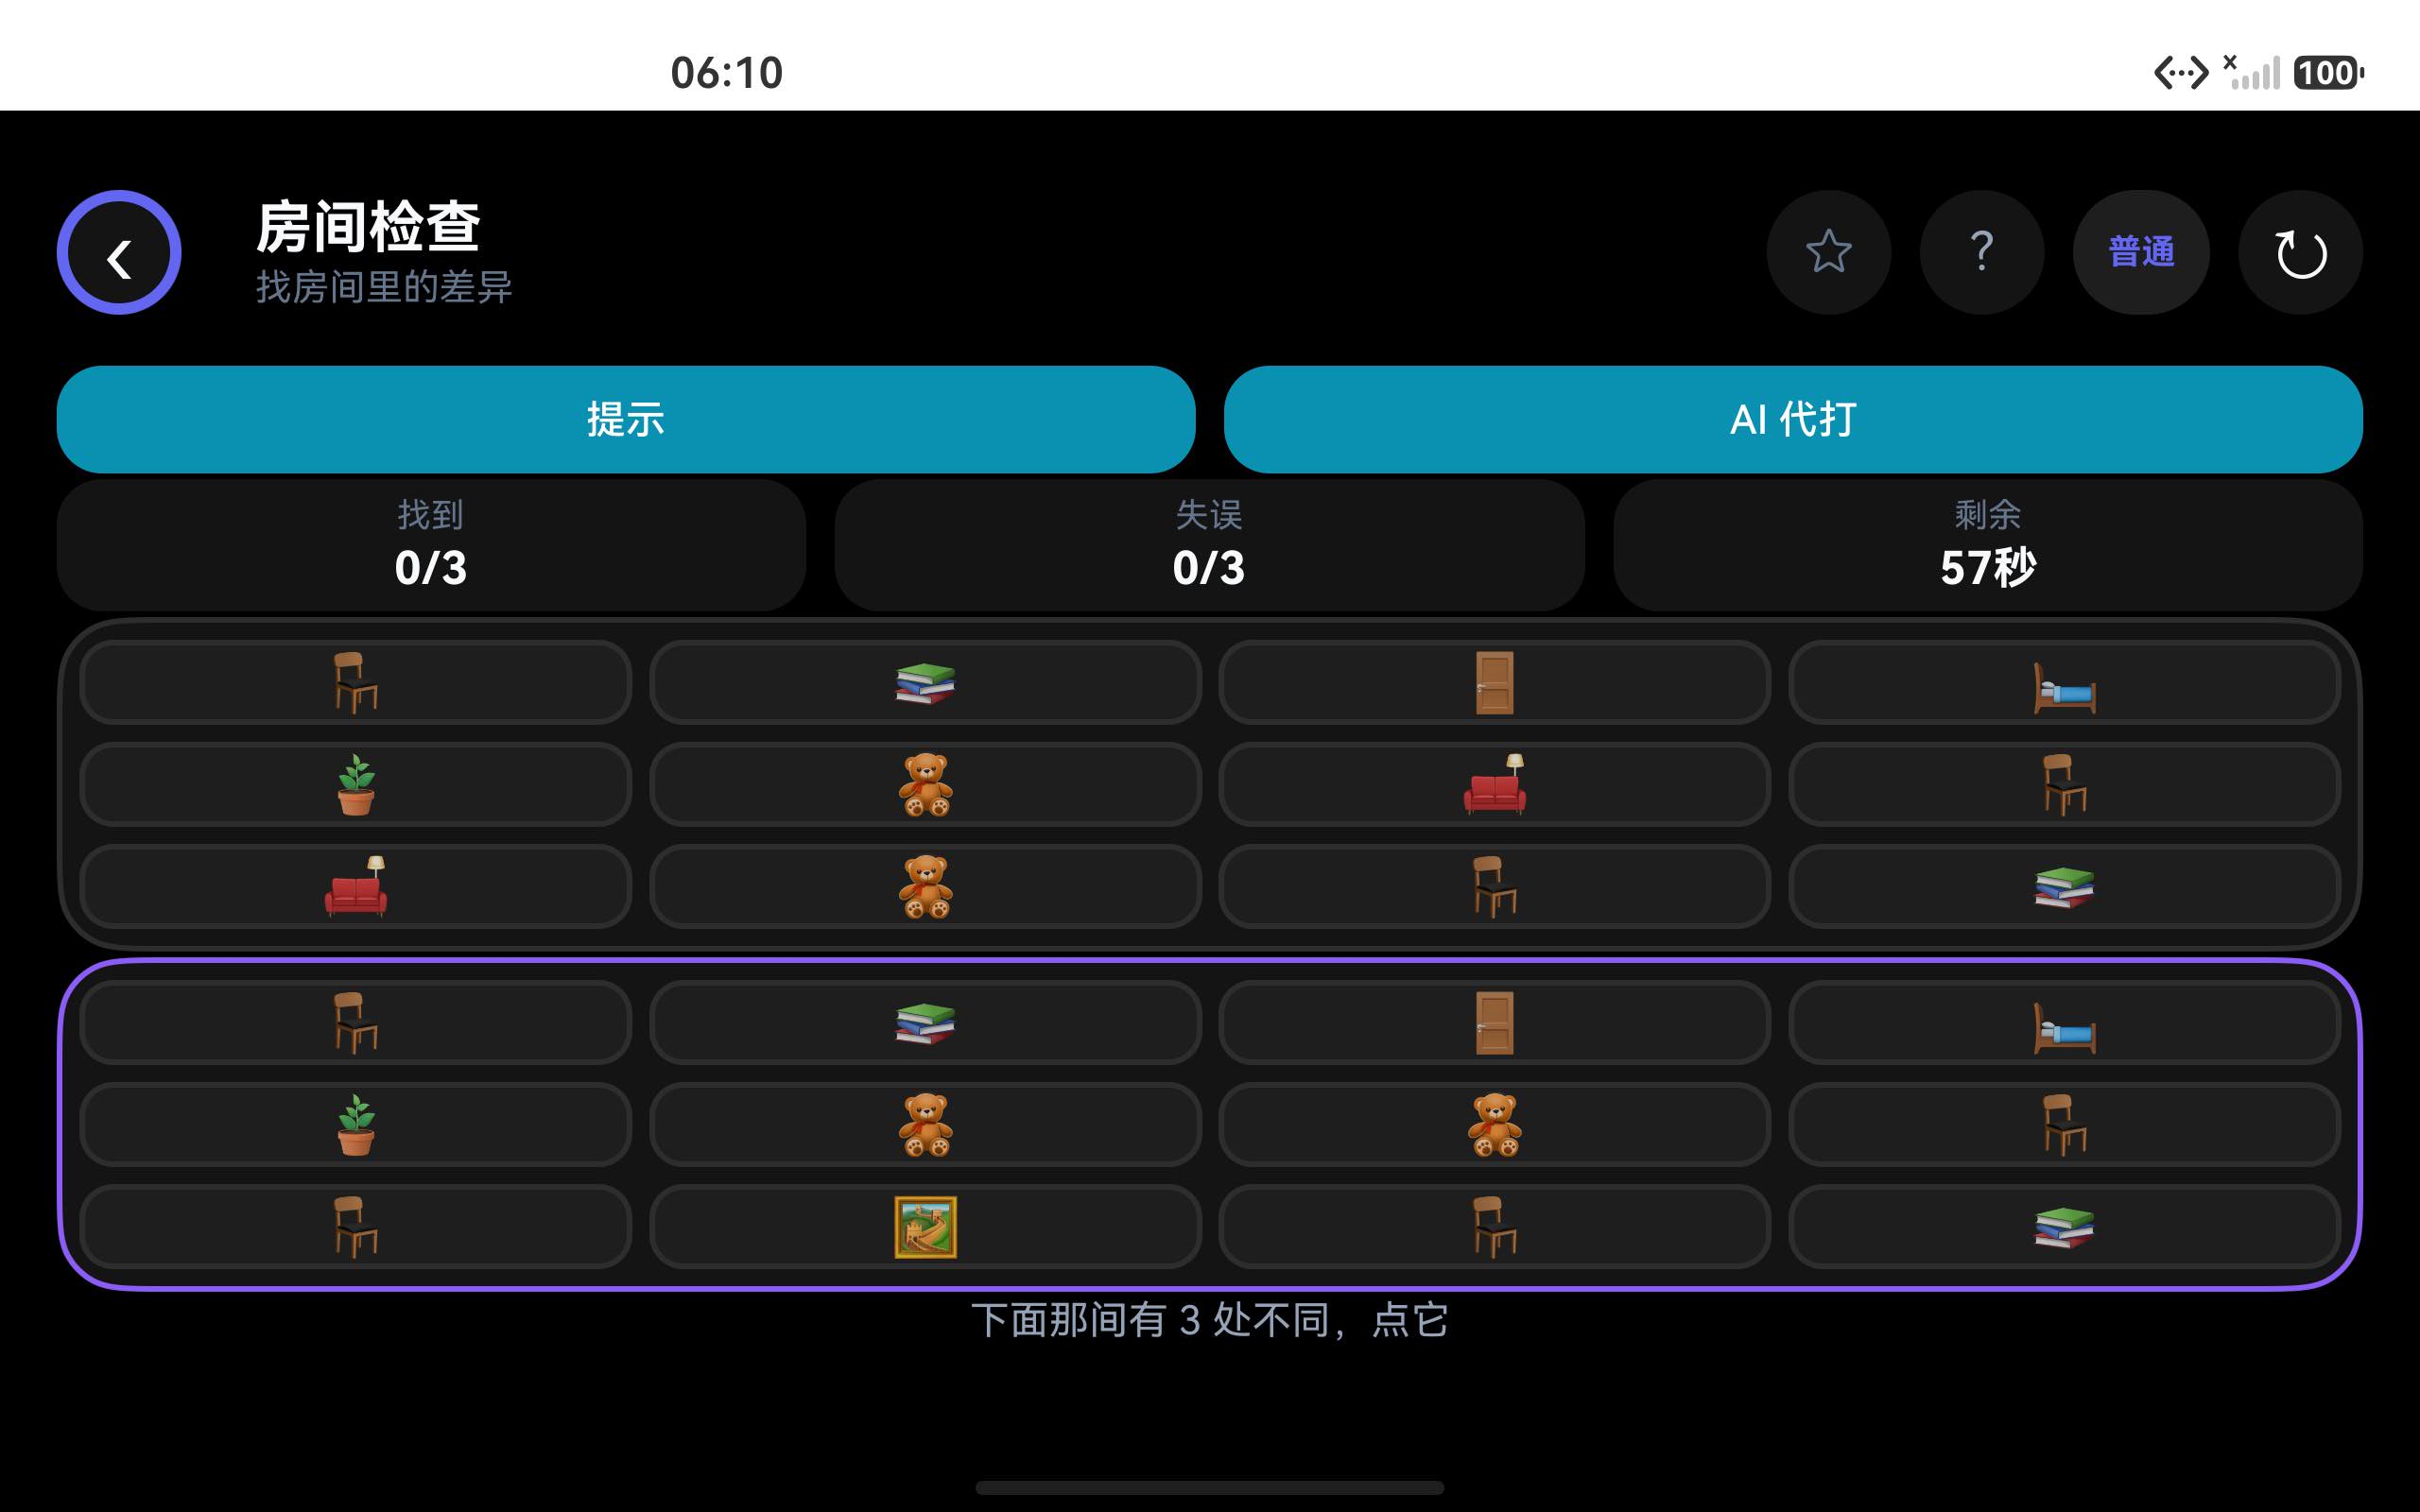 06:10
100
房间检查
找房间里的差异
?
普通
提示
AI 代打
找到
0/3
失误
0/3
剩余
57秒
下面那间有 3 处不同，点它